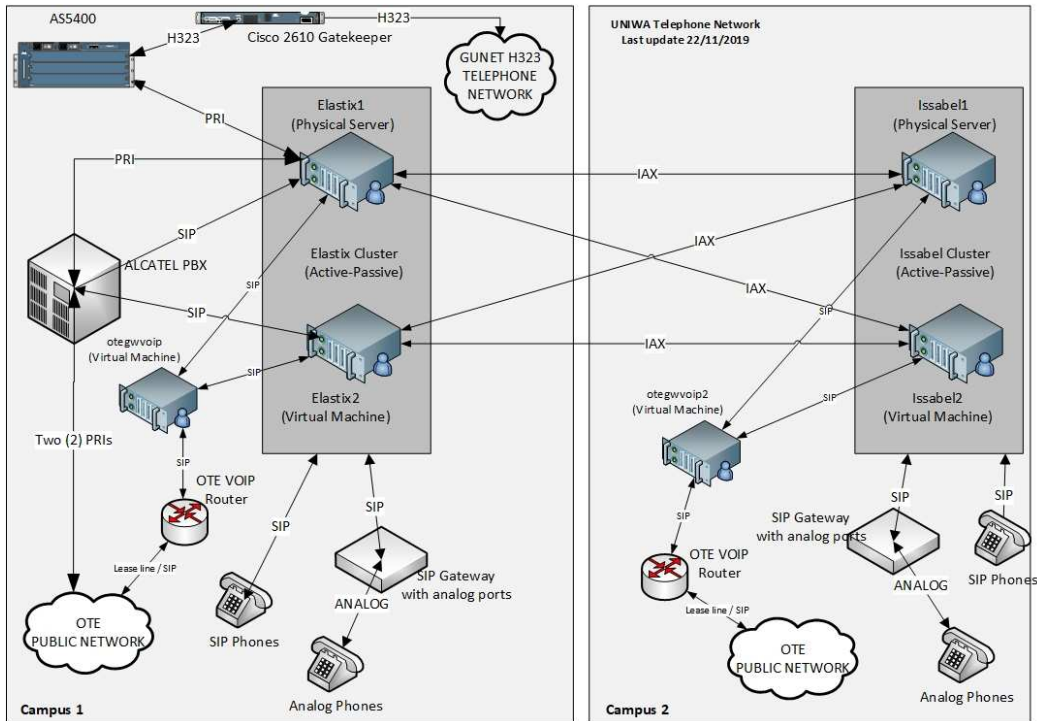 AS5400
H323
H323
Cisco 2610 Gatekeeper
GUNET H323
TELEPHONE
NETWORK
UNIWA Telephone Network
Last update 22/11/2019
Elastix1
(Physical Server)
Issabel1
(Physical Server)
PRI
PRI
IAX
SIP
IAX
ALCATEL PBX
Elastix Cluster
(Active-Passive)
Issabel Cluster
(Active-Passive)
SIP
IAX
SIP
SIP
otegwvoip
(Virtual Machine)
IAX
SIP
Elastix2
(Virtual Machine)
otegwvoip2
(Virtual Machine)
SIP
Issabel2
(Virtual Machine)
Two (2) PRIs
SIP
OTE VOIP
Router
SIP
SIP
SIP
SIP
SIP
SIP Gateway
with analog ports
OTE VOIP
Router
SIP Gateway
with analog ports
SIP Phones
Lease line / SIP
ANALOG
ANALOG
Lease line / SIP
OTE
PUBLIC NETWORK
SIP Phones
OTE
PUBLIC NETWORK
Analog Phones
Analog Phones
Campus 1
Campus 2